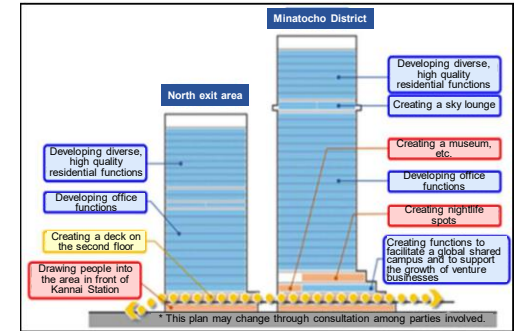 Minatocho District
North exit area
Developing diverse,
high quality
residential functions
Developing office
functions
Creating a deck on
the second floor
Drawing people into
the area in front of
Kannai Station
Developing diverse,
high quality
residential functions
Creating a sky lounge
Creating a museum,
etc.
Developing office
functions
Creating nightlife
spots
Creating functions to
facilitate a global shared
campus and to support
the growth of venture
businesses
* This plan may change through consultation among parties involved.